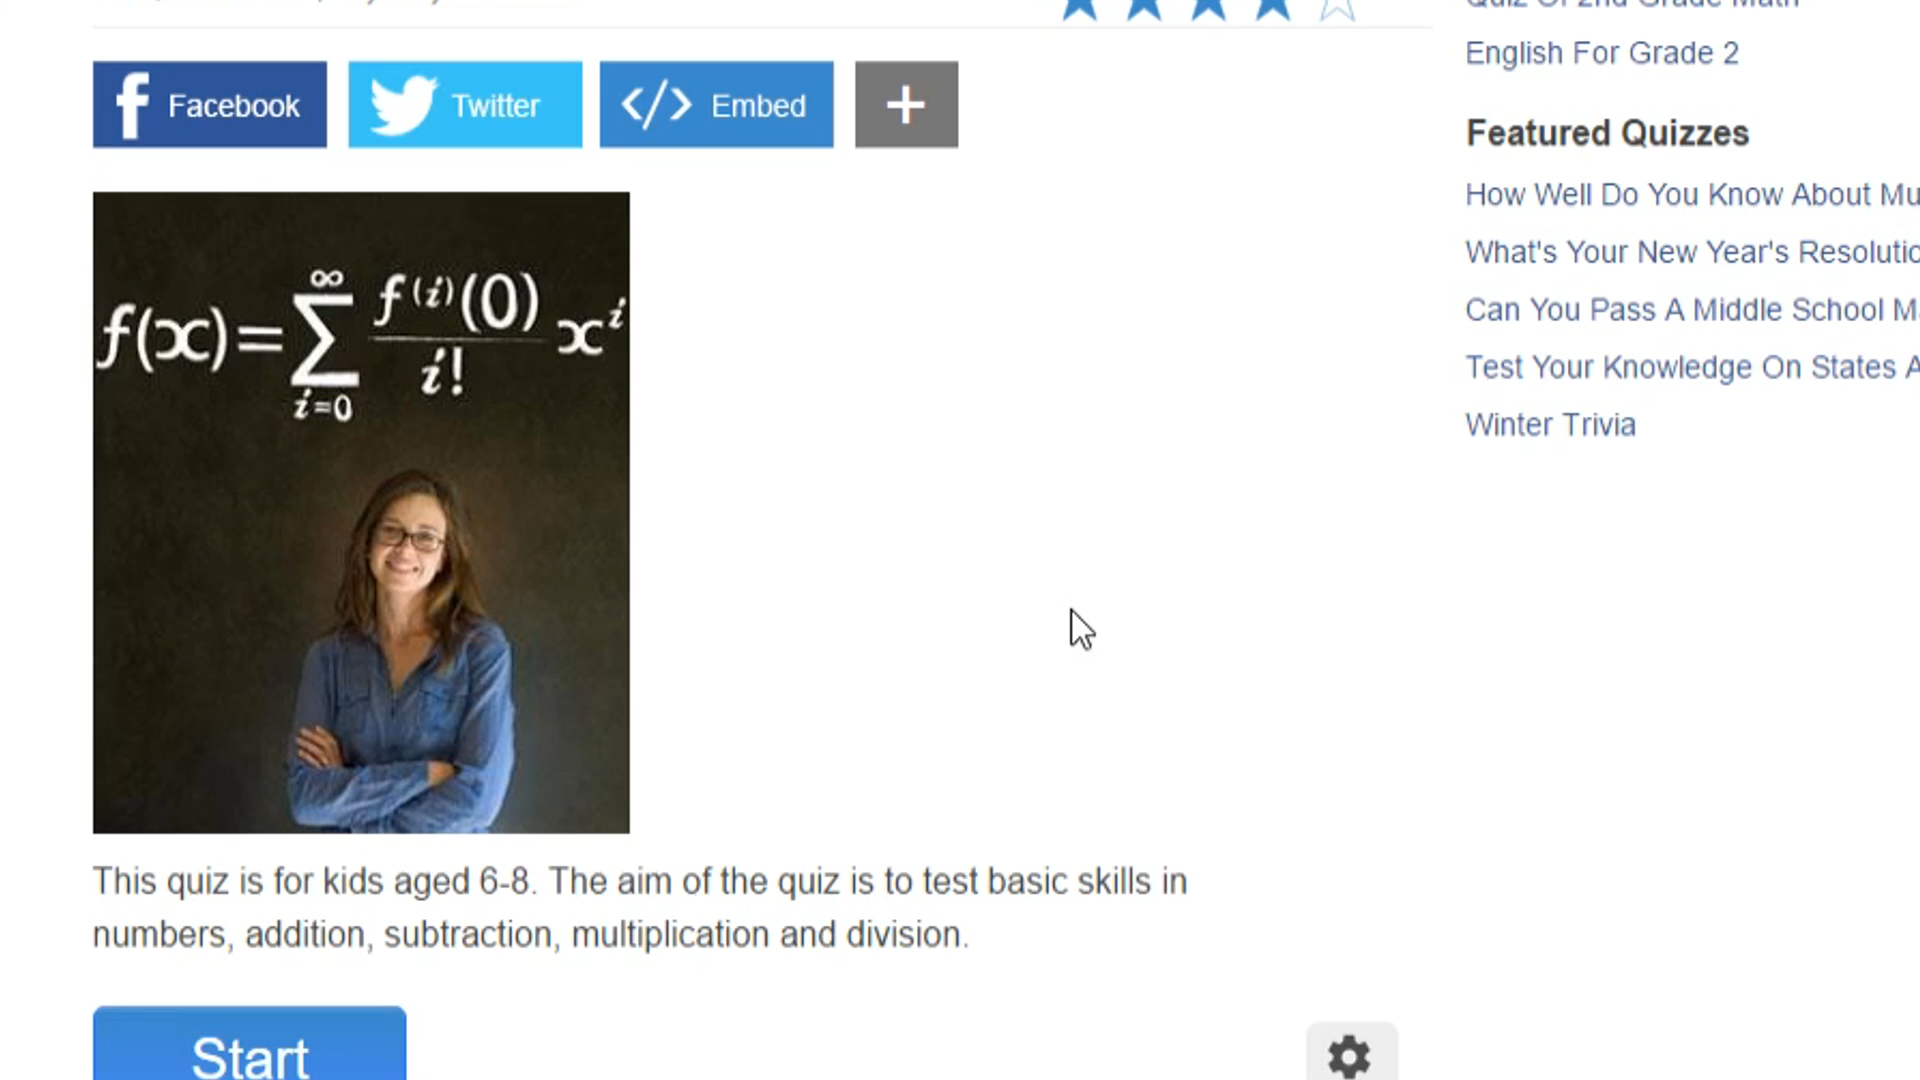 English For Grade 2
Facebook
Twitter
</> Embed
+
Featured Quizzes
How Well Do You Know About Mu
What's Your New Year's Resolutio
Can You Pass A Middle School M
Test Your Knowledge On States A
Winter Trivia
f(x)=∑ f⁽ⁱ⁾(0) xⁱ
∞
i!
i=0
This quiz is for kids aged 6-8. The aim of the quiz is to test basic skills in
numbers, addition, subtraction, multiplication and division.
Start